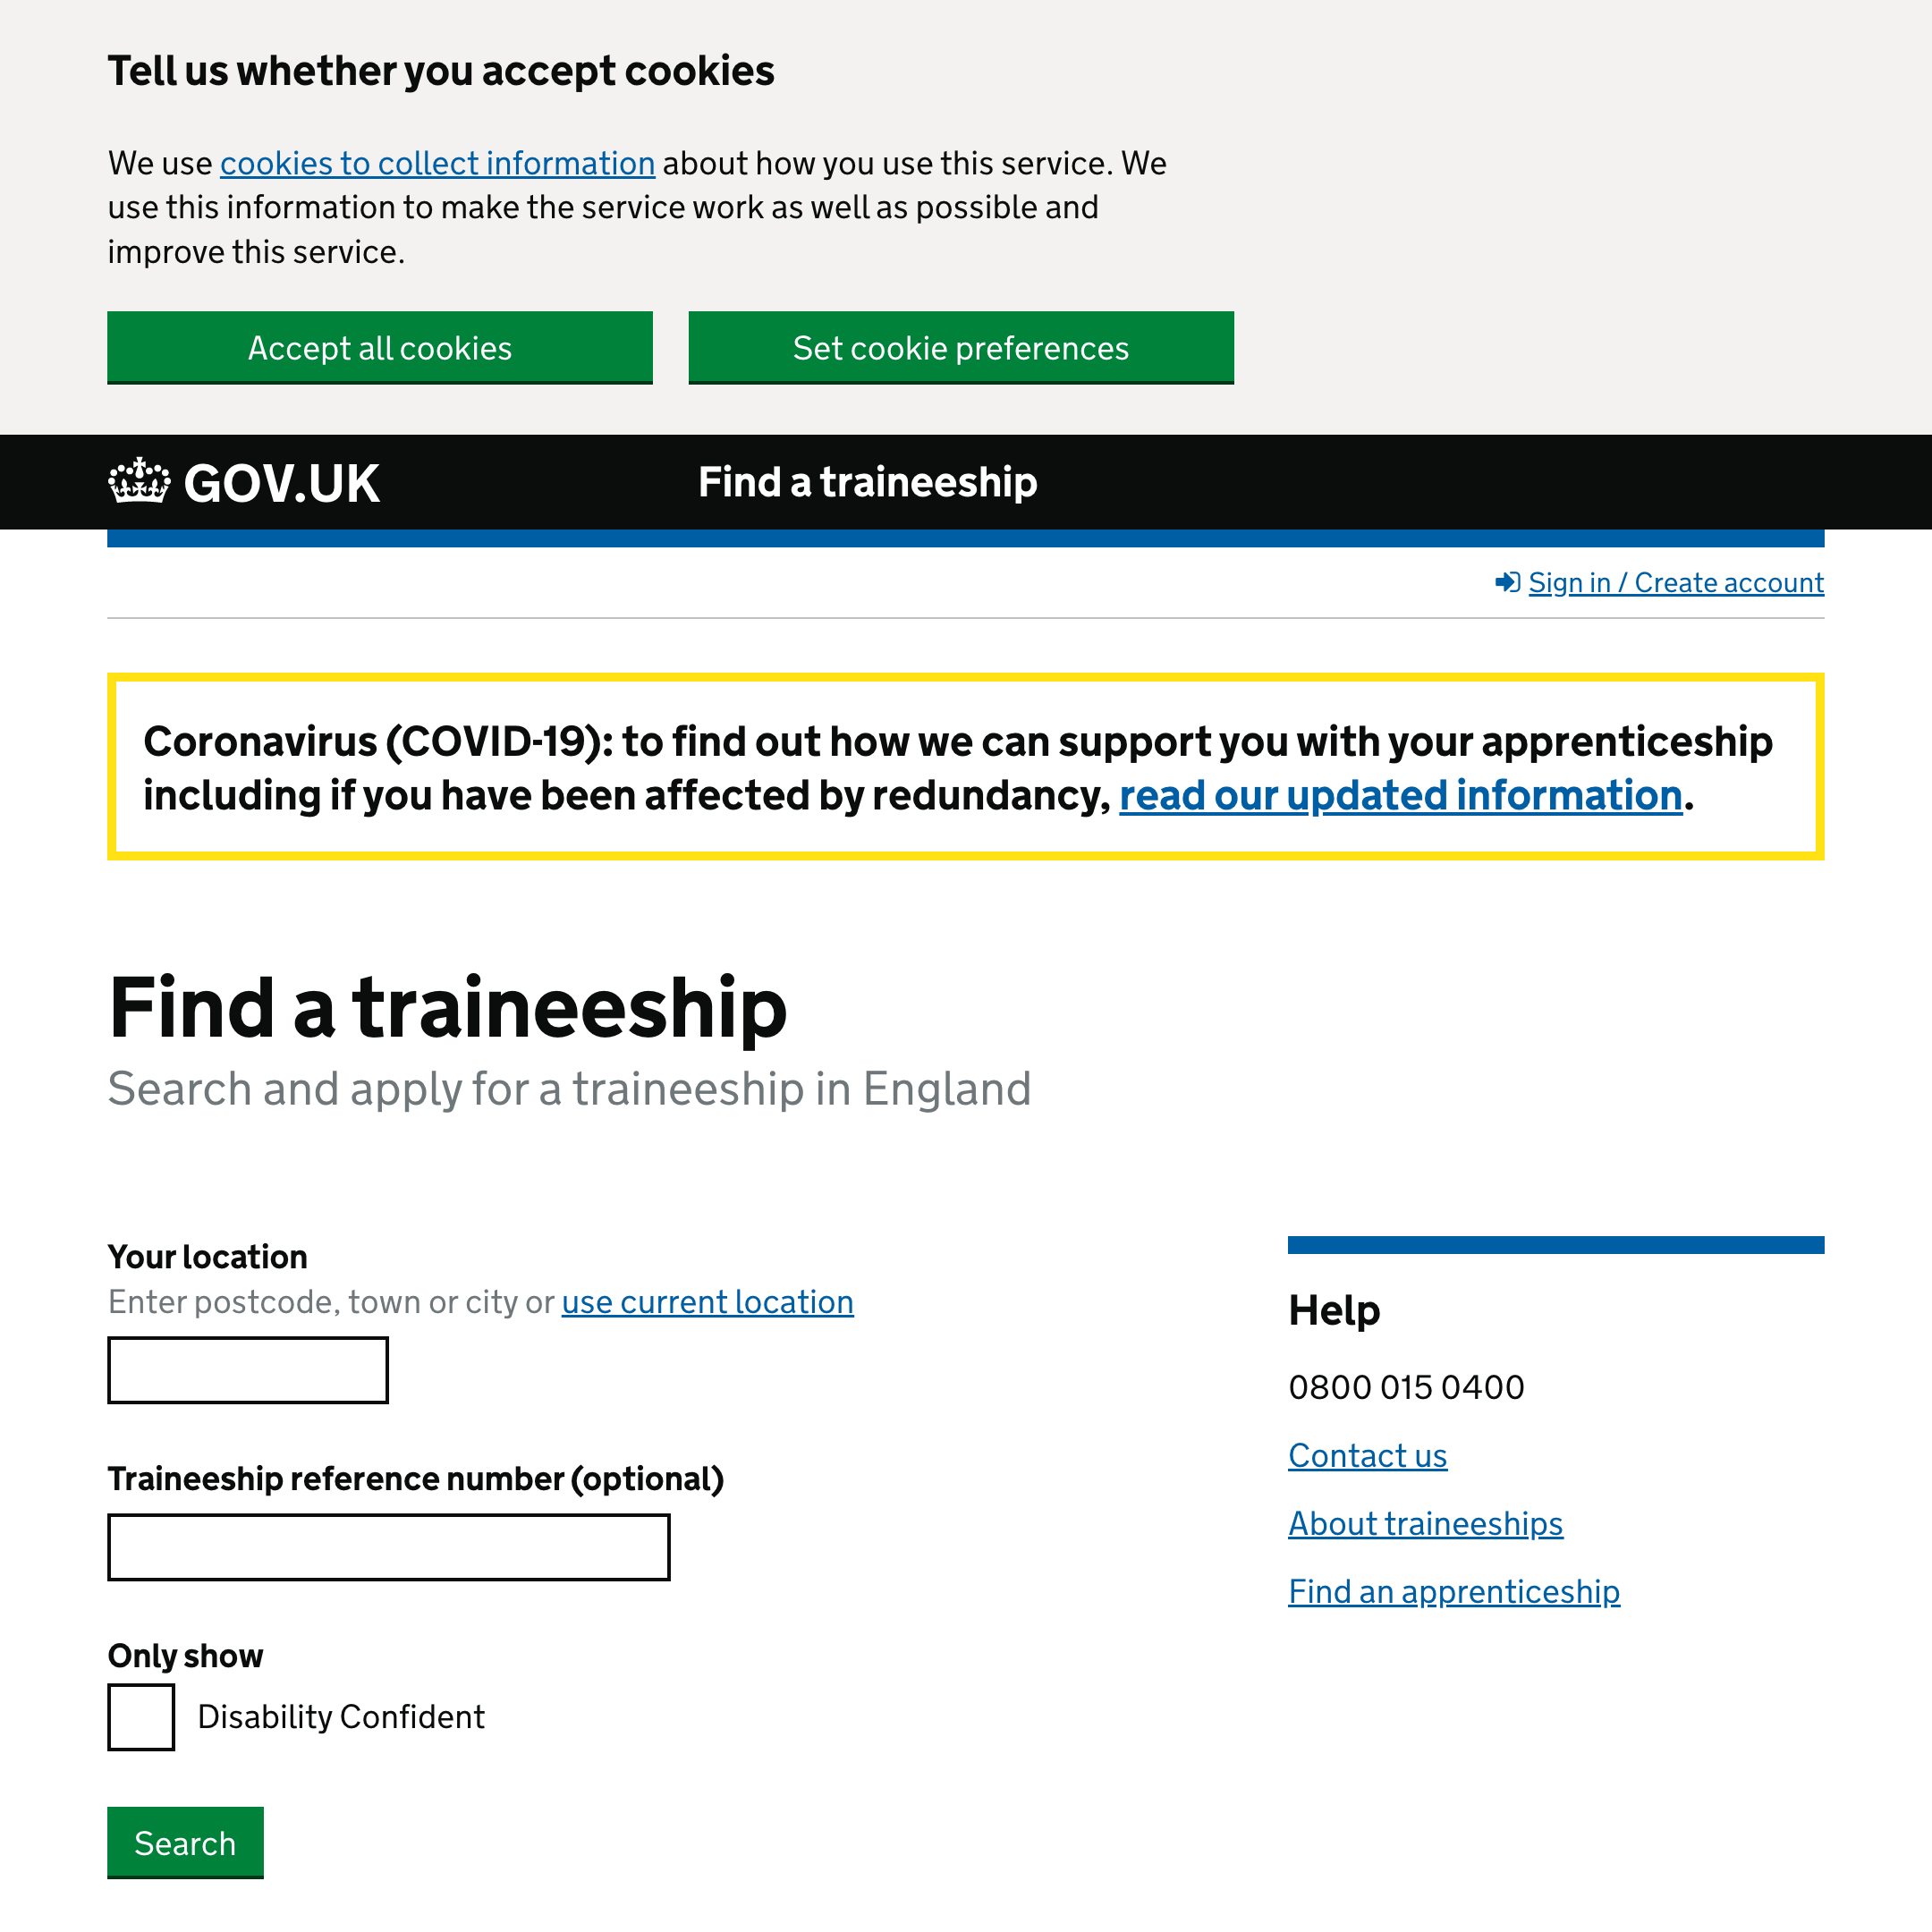 Tell us whether you accept cookies
We use cookies to collect information about how you use this service. We
use this information to make the service work as well as possible and
improve this service.
Accept all cookies
Set cookie preferences
GOV.UK
Find a traineeship
Sign in / Create account
Coronavirus (COVID-19): to find out how we can support you with your apprenticeship
including if you have been affected by redundancy, read our updated information.
Find a traineeship
Search and apply for a traineeship in England
Your location
Enter postcode, town or city or use current location
Traineeship reference number (optional)
Only show
Disability Confident
Search
Help
0800 015 0400
Contact us
About traineeships
Find an apprenticeship